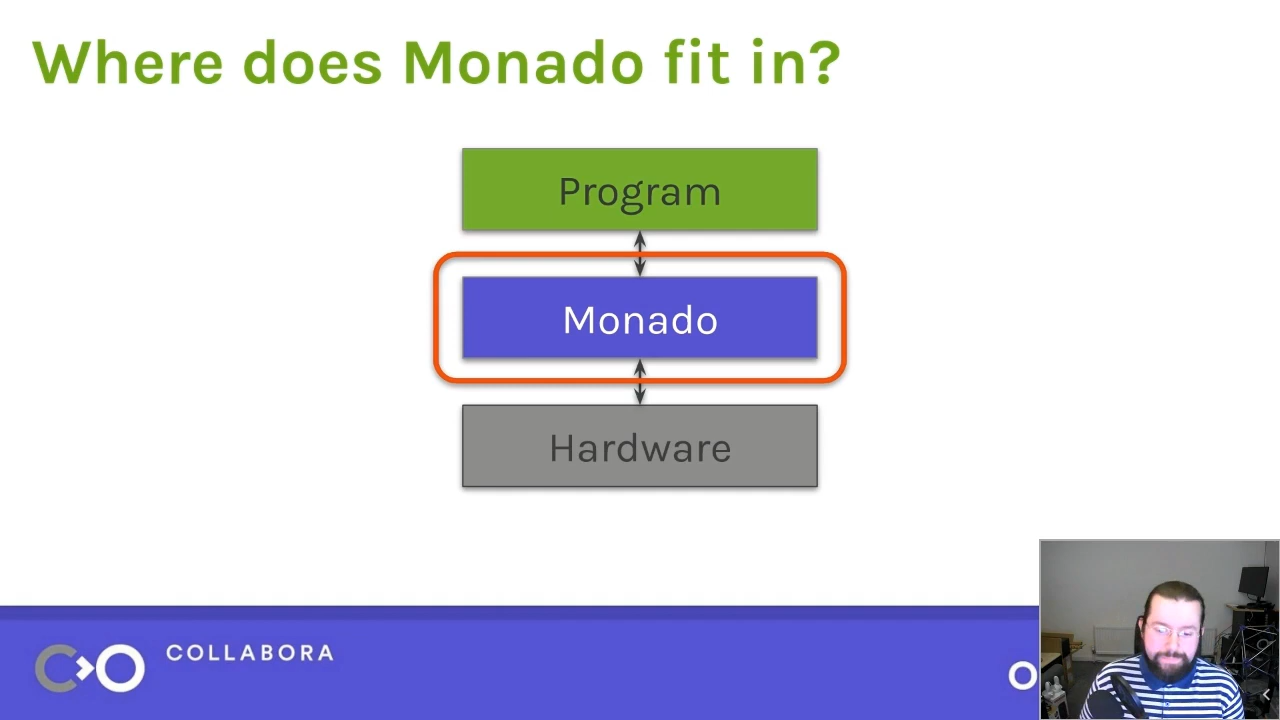 Where does Monado fit in?
Program
Monado
Hardware
COLLABORA
O